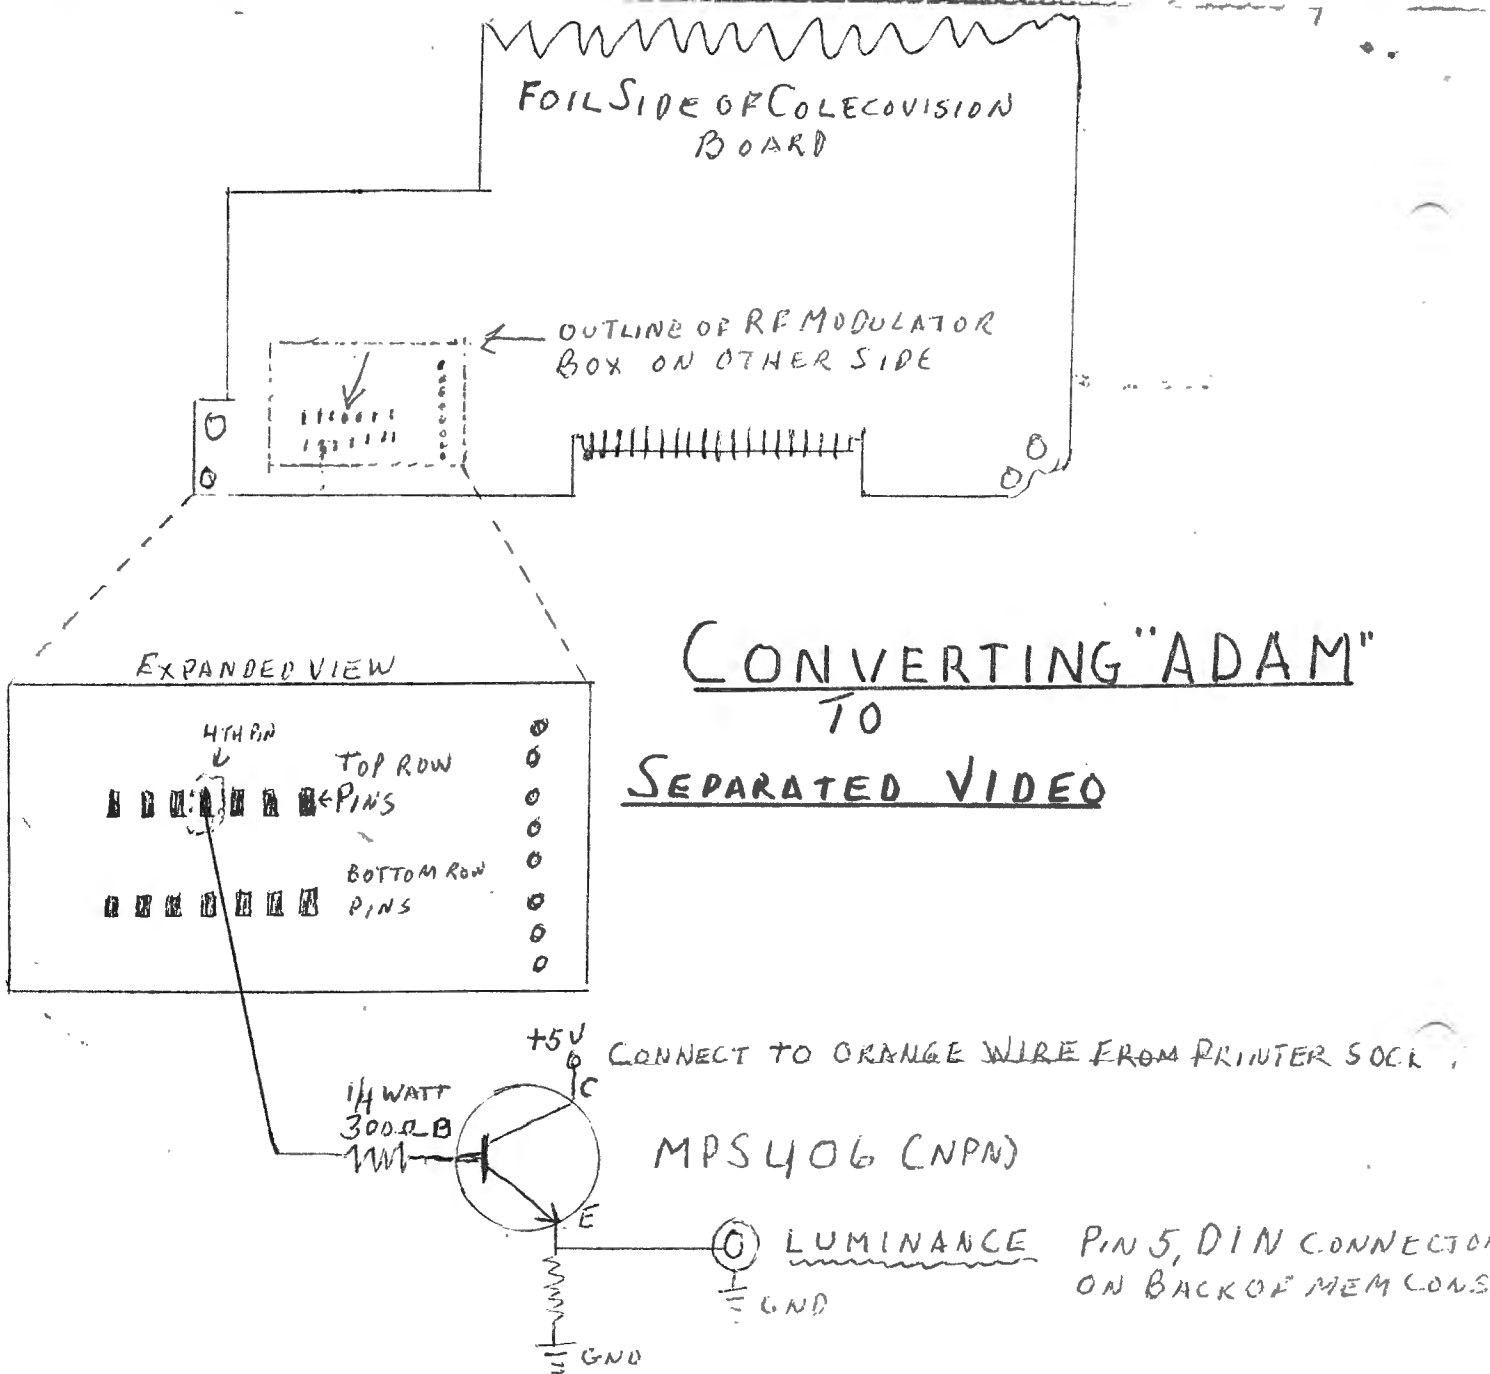 FOIL SIDE OF COLECOVISION
BOARD
OUTLINE OF RF MODULATOR
BOX ON OTHER SIDE
EXPANDED VIEW
4TH PIN
TOP ROW
PINS
BOTTOM ROW
PINS
CONVERTING "ADAM"
TO
SEPARATED VIDEO
+5V
CONNECT TO ORANGE WIRE FROM PRINTER SOCK
C
1/4 WATT
300Ω B
MPS406 (NPN)
E
LUMINANCE
PIN 5, DIN CONNECTOR
ON BACK OF MEM CONS
GND
GND